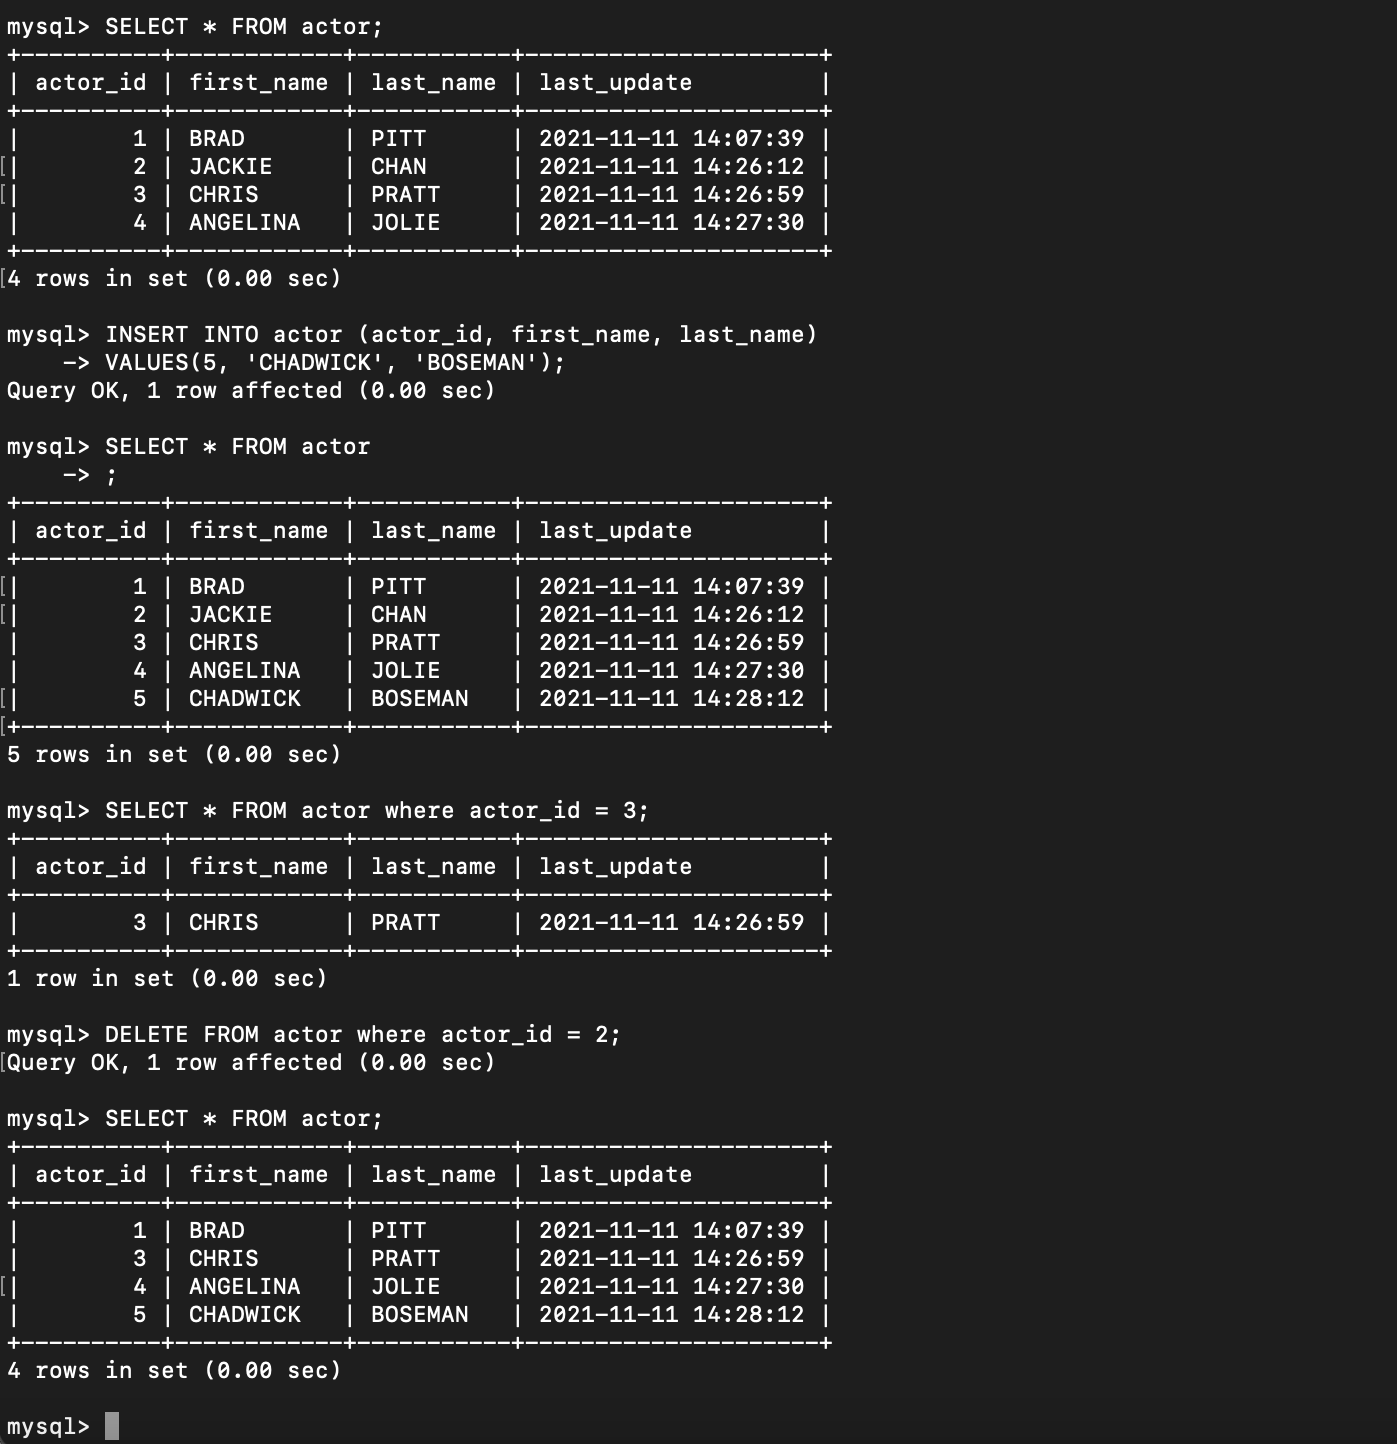 mysql> SELECT * FROM actor;
+----------+------------+-----------+---------------------+
| actor_id | first_name | last_name | last_update         |
+----------+------------+-----------+---------------------+
|        1 | BRAD       | PITT      | 2021-11-11 14:07:39 |
[|        2 | JACKIE     | CHAN      | 2021-11-11 14:26:12 |
[|        3 | CHRIS      | PRATT     | 2021-11-11 14:26:59 |
|        4 | ANGELINA   | JOLIE     | 2021-11-11 14:27:30 |
+----------+------------+-----------+---------------------+
[4 rows in set (0.00 sec)

mysql> INSERT INTO actor (actor_id, first_name, last_name)
    -> VALUES(5, 'CHADWICK', 'BOSEMAN');
Query OK, 1 row affected (0.00 sec)

mysql> SELECT * FROM actor
    -> ;
+----------+------------+-----------+---------------------+
| actor_id | first_name | last_name | last_update         |
+----------+------------+-----------+---------------------+
[|        1 | BRAD       | PITT      | 2021-11-11 14:07:39 |
[|        2 | JACKIE     | CHAN      | 2021-11-11 14:26:12 |
|        3 | CHRIS      | PRATT     | 2021-11-11 14:26:59 |
|        4 | ANGELINA   | JOLIE     | 2021-11-11 14:27:30 |
[|        5 | CHADWICK   | BOSEMAN   | 2021-11-11 14:28:12 |
[+----------+------------+-----------+---------------------+
5 rows in set (0.00 sec)

mysql> SELECT * FROM actor where actor_id = 3;
+----------+------------+-----------+---------------------+
| actor_id | first_name | last_name | last_update         |
+----------+------------+-----------+---------------------+
|        3 | CHRIS      | PRATT     | 2021-11-11 14:26:59 |
+----------+------------+-----------+---------------------+
1 row in set (0.00 sec)

mysql> DELETE FROM actor where actor_id = 2;
[Query OK, 1 row affected (0.00 sec)

mysql> SELECT * FROM actor;
+----------+------------+-----------+---------------------+
| actor_id | first_name | last_name | last_update         |
+----------+------------+-----------+---------------------+
|        1 | BRAD       | PITT      | 2021-11-11 14:07:39 |
|        3 | CHRIS      | PRATT     | 2021-11-11 14:26:59 |
[|        4 | ANGELINA   | JOLIE     | 2021-11-11 14:27:30 |
|        5 | CHADWICK   | BOSEMAN   | 2021-11-11 14:28:12 |
+----------+------------+-----------+---------------------+
4 rows in set (0.00 sec)

mysql>